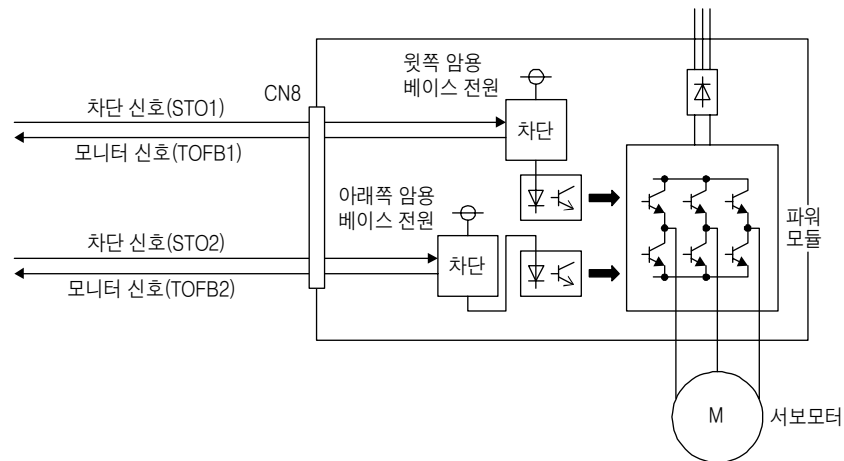 윗쪽 암용
베이스 전원
CN8
차단 신호(STO1)
차단
모니터 신호(TOFB1)
아래쪽 암용
베이스 전원
파워
모듈
차단 신호(STO2)
차단
모니터 신호(TOFB2)
M
서보모터